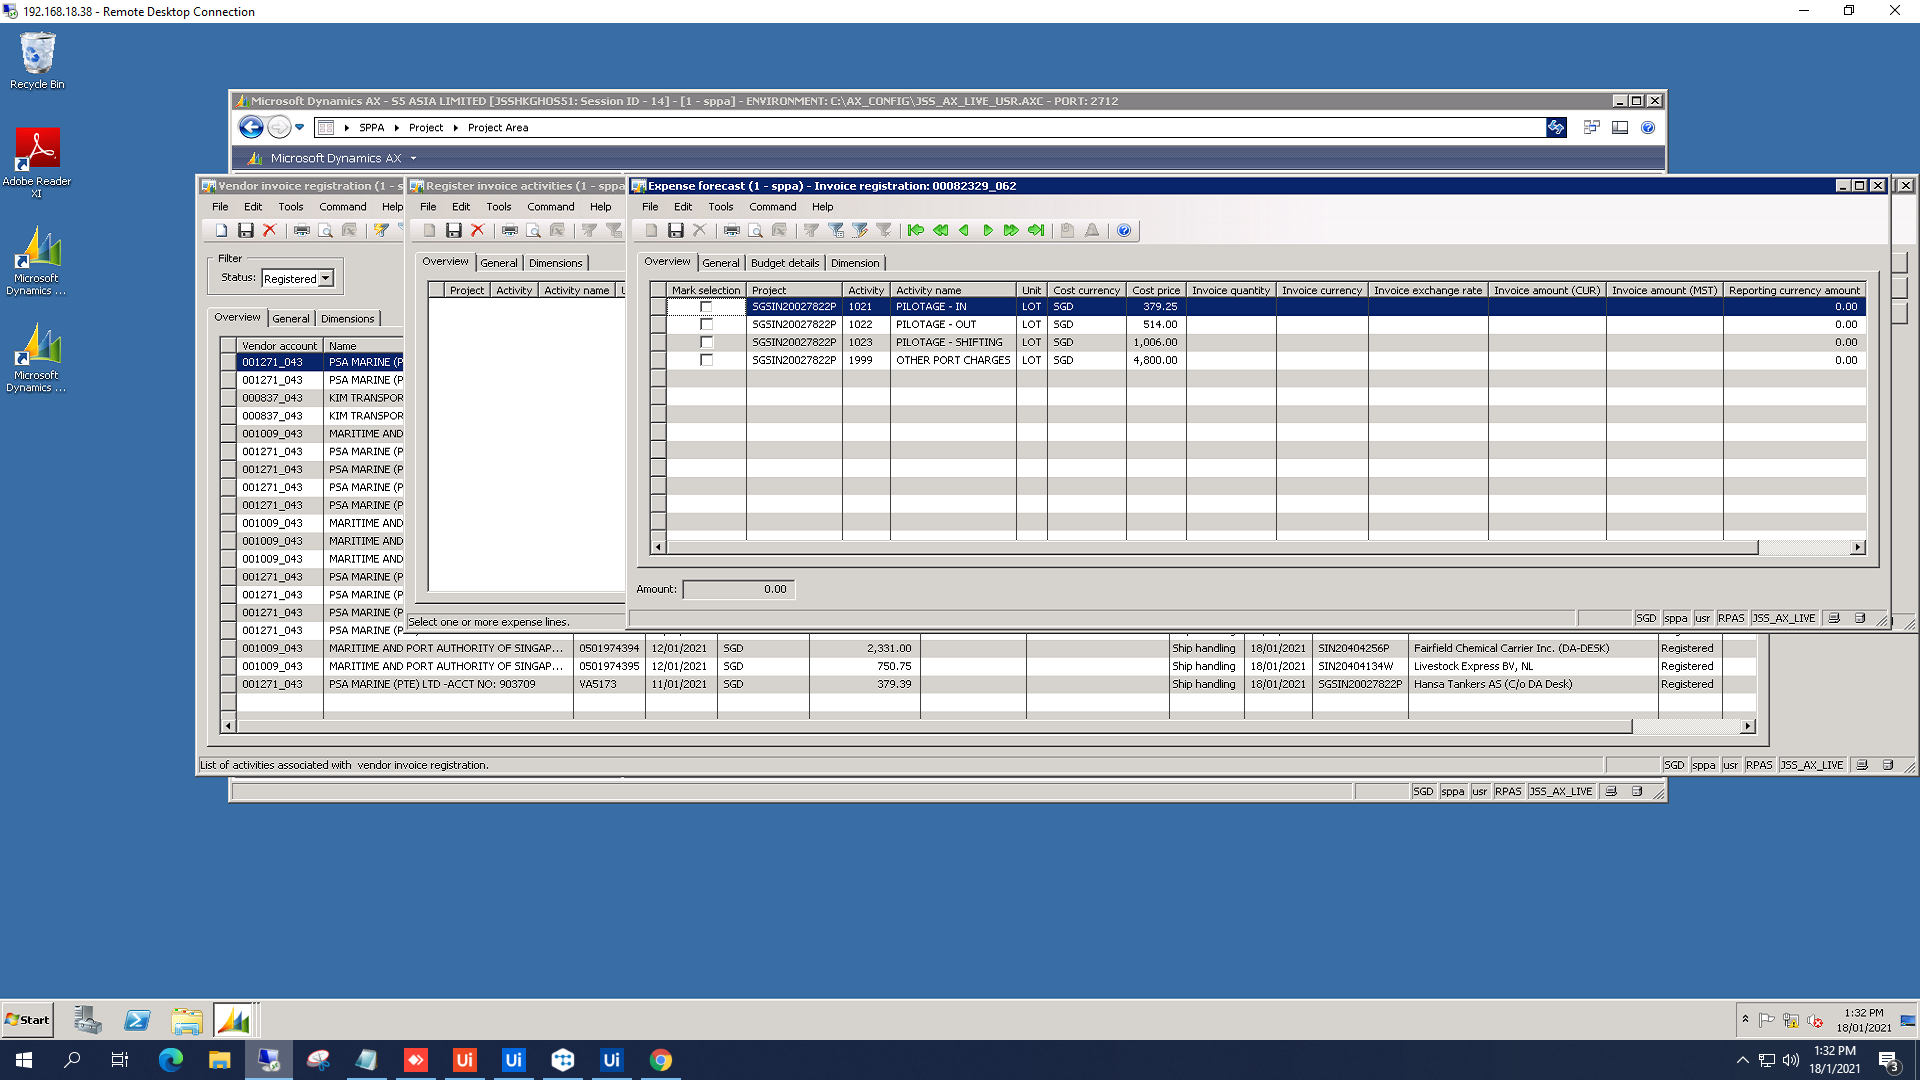 192.168.18.38 - Remote Desktop Connection
Recycle Bin
Adobe Reader XI
Microsoft Dynamics ...
Microsoft Dynamics ...
Microsoft Dynamics AX - S5 ASIA LIMITED [JSSHKGHOS51: Session ID - 14] - [1 - sppa] - ENVIRONMENT: C:\AX_CONFIG\JSS_AX_LIVE_USR.AXC - PORT: 2712
SPPA Project Project Area
Microsoft Dynamics AX
Vendor invoice registration (1 - s
File Edit Tools Command Help
Filter
Status: Registered
Overview General Dimensions
Vendor account Name
001271_043 PSA MARINE (P
001271_043 PSA MARINE (P
000837_043 KIM TRANSPOR
000837_043 KIM TRANSPOR
001009_043 MARITIME AND
001271_043 PSA MARINE (P
001271_043 PSA MARINE (P
001271_043 PSA MARINE (P
001271_043 PSA MARINE (P
001009_043 MARITIME AND
001009_043 MARITIME AND
001009_043 MARITIME AND
001271_043 PSA MARINE (P
001271_043 PSA MARINE (P
001271_043 PSA MARINE (P
001271_043 PSA MARINE (P
001009_043 MARITIME AND PORT AUTHORITY OF SINGAP... 0501974394 12/01/2021 SGD 2,331.00 Ship handling 18/01/2021 SIN20404256P Fairfield Chemical Carrier Inc. (DA-DESK) Registered
001009_043 MARITIME AND PORT AUTHORITY OF SINGAP... 0501974395 12/01/2021 SGD 750.75 Ship handling 18/01/2021 SIN20404134W Livestock Express BV, NL Registered
001271_043 PSA MARINE (PTE) LTD -ACCT NO: 903709 VA5173 11/01/2021 SGD 379.39 Ship handling 18/01/2021 SGSIN20027822P Hansa Tankers AS (C/o DA Desk) Registered
List of activities associated with vendor invoice registration.
SGD sppa usr RPAS JSS_AX_LIVE
SGD sppa usr RPAS JSS_AX_LIVE
Register invoice activities (1 - sppa
File Edit Tools Command Help
Overview General Dimensions
Project Activity Activity name
Select one or more expense lines.
Expense forecast (1 - sppa) - Invoice registration: 00082329_062
File Edit Tools Command Help
Overview General Budget details Dimension
Mark selection Project Activity Activity name Unit Cost currency Cost price Invoice quantity Invoice currency Invoice exchange rate Invoice amount (CUR) Invoice amount (MST) Reporting currency amount
SGSIN20027822P 1021 PILOTAGE - IN LOT SGD 379.25 0.00
SGSIN20027822P 1022 PILOTAGE - OUT LOT SGD 514.00 0.00
SGSIN20027822P 1023 PILOTAGE - SHIFTING LOT SGD 1,006.00 0.00
SGSIN20027822P 1999 OTHER PORT CHARGES LOT SGD 4,800.00 0.00
Amount: 0.00
SGD sppa usr RPAS JSS_AX_LIVE
Start
1:32 PM
18/01/2021
Ui
Ui
Ui
1:32 PM
18/1/2021
3